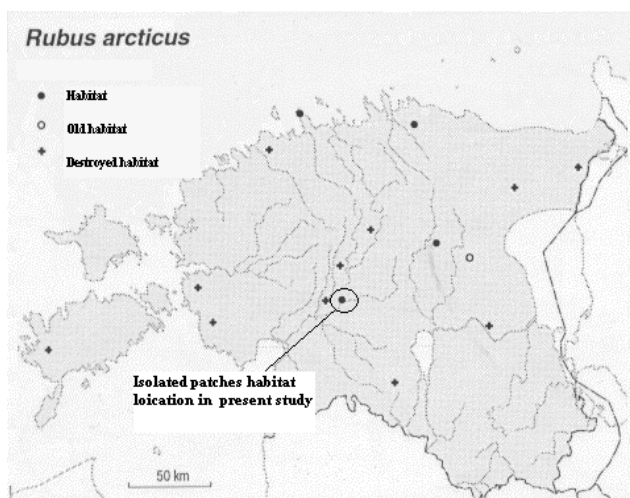 Rubus arcticus
Habitat
Old habitat
Destroyed habitat
Isolated patches habitat
loication in present study
50 km